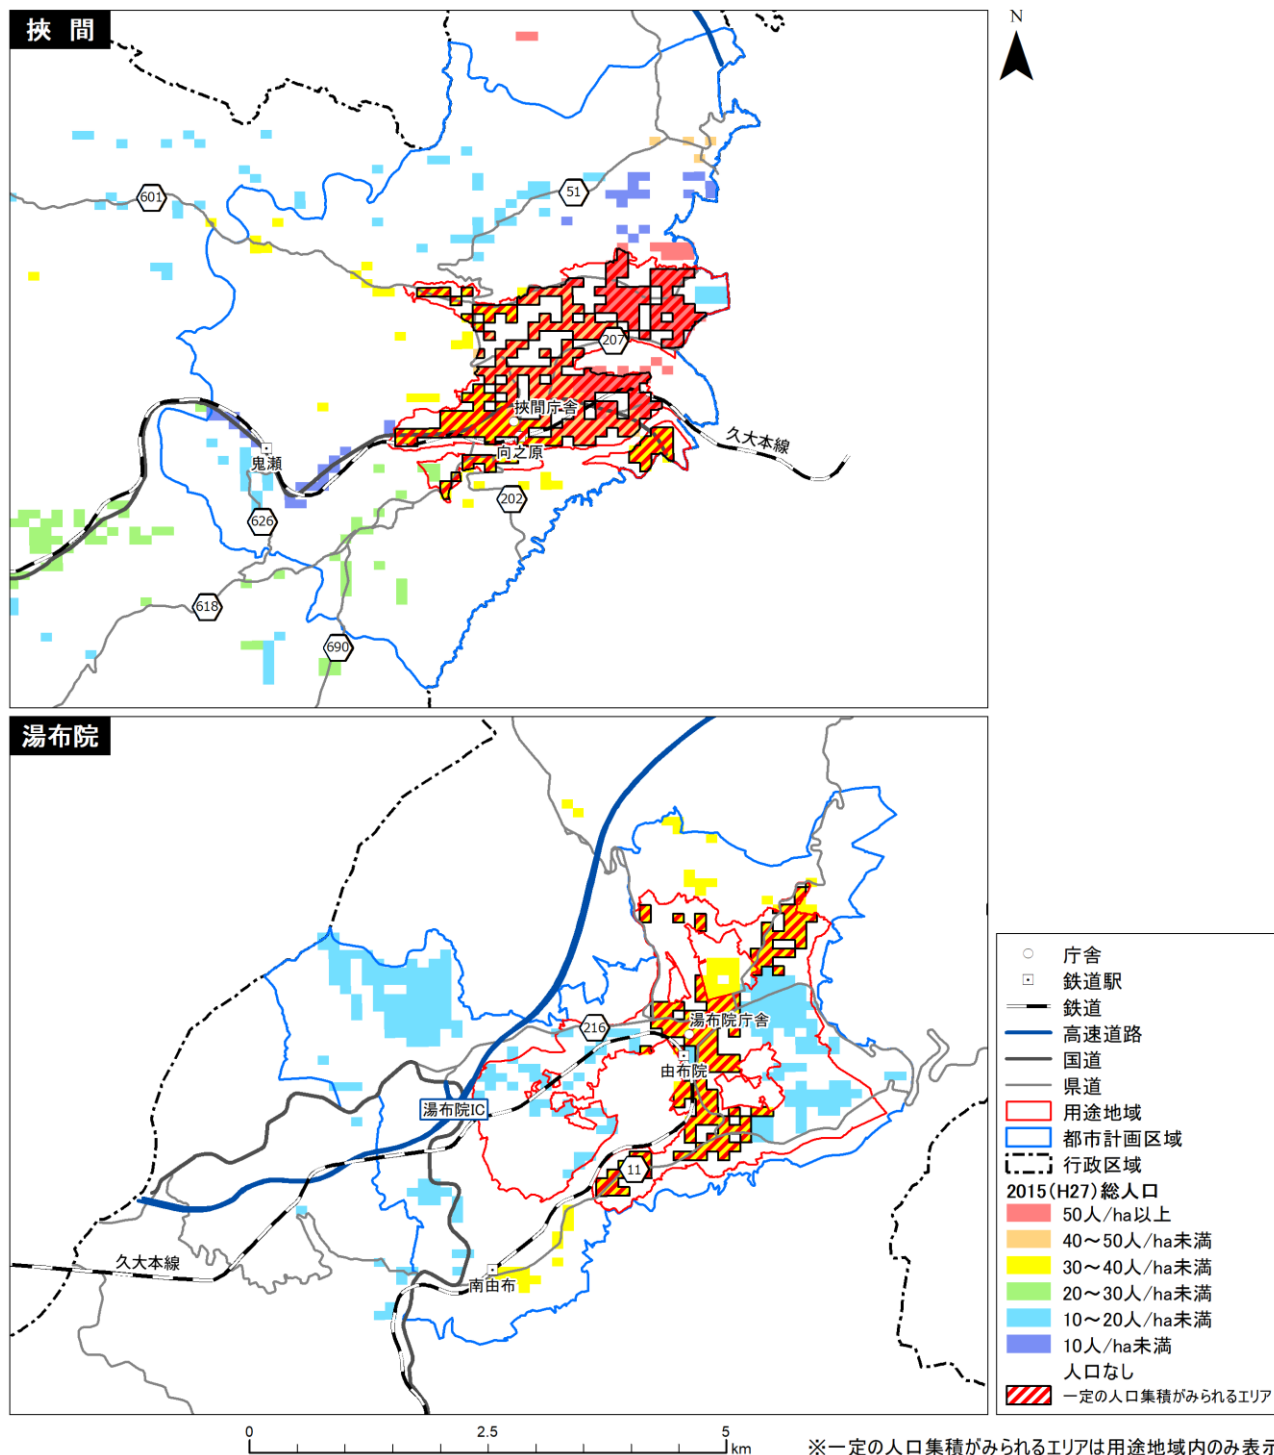 挾 間
N
601
51
207
挾間庁舎
久大本線
向之原
鬼瀬
202
626
618
690
湯布院
216
湯布院庁舎
由布院
湯布院IC
11
久大本線
南由布
庁舎
鉄道駅
鉄道
高速道路
国道
県道
用途地域
都市計画区域
行政区域
2015(H27)総人口
50人/ha以上
40～50人/ha未満
30～40人/ha未満
20～30人/ha未満
10～20人/ha未満
10人/ha未満
人口なし
一定の人口集積がみられるエリア
0 2.5 5
km
※一定の人口集積がみられるエリアは用途地域内のみ表示